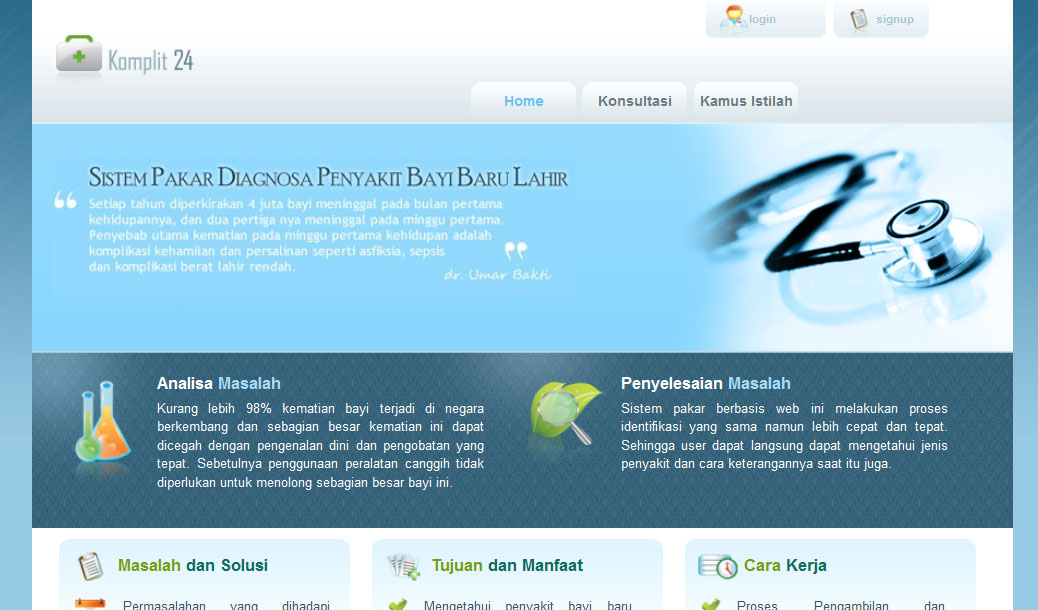 login
signup
Komplit 24
Home
Konsultasi
Kamus Istilah
Sistem Pakar Diagnosa Penyakit Bayi Baru Lahir
“ Setiap tahun diperkirakan 4 juta bayi meninggal pada bulan pertama
kehidupannya, dan dua pertiga nya meninggal pada minggu pertama.
Penyebab utama kematian pada minggu pertama kehidupan adalah
komplikasi kehamilan dan persalinan seperti asfiksia, sepsis
dan komplikasi berat lahir rendah. ”
dr. Umar Bakti
Analisa Masalah
Kurang lebih 98% kematian bayi terjadi di negara
berkembang dan sebagian besar kematian ini dapat
dicegah dengan pengenalan dini dan pengobatan yang
tepat. Sebetulnya penggunaan peralatan canggih tidak
diperlukan untuk menolong sebagian besar bayi ini.
Penyelesaian Masalah
Sistem pakar berbasis web ini melakukan proses
identifikasi yang sama namun lebih cepat dan tepat.
Sehingga user dapat langsung dapat mengetahui jenis
penyakit dan cara keterangannya saat itu juga.
Masalah dan Solusi
Permasalahan yang dihadapi
Tujuan dan Manfaat
Mengetahui penyakit bayi baru
Cara Kerja
Proses Pengambilan dan